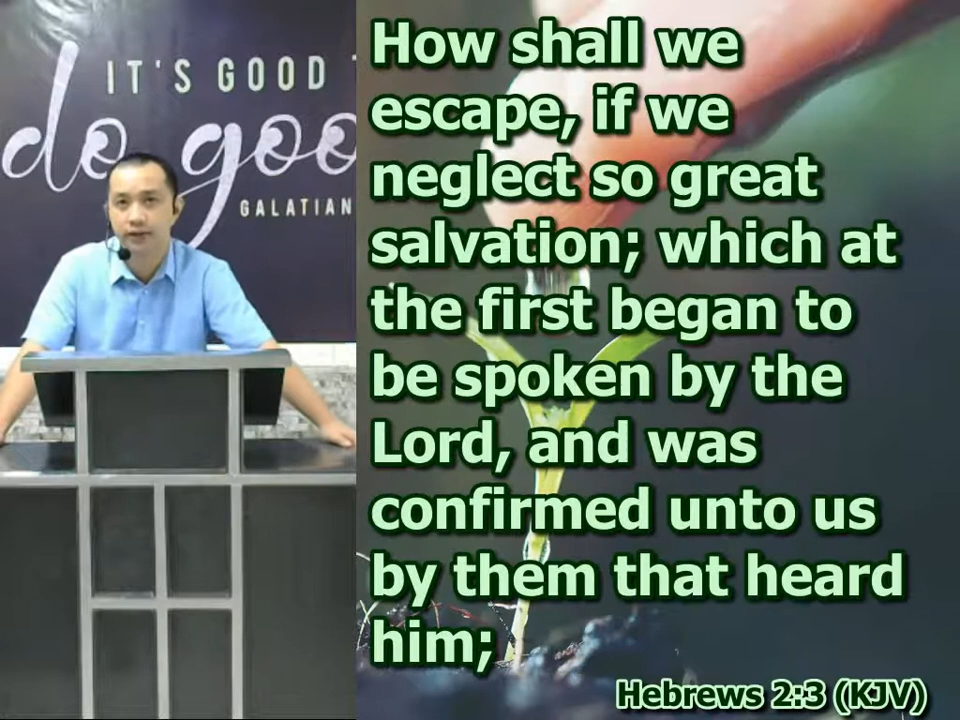 IT'S GOOD
do goo
GALATIAN
How shall we
escape, if we
neglect so great
salvation; which at
the first began to
be spoken by the
Lord, and was
confirmed unto us
by them that heard
him;
Hebrews 2:3 (KJV)